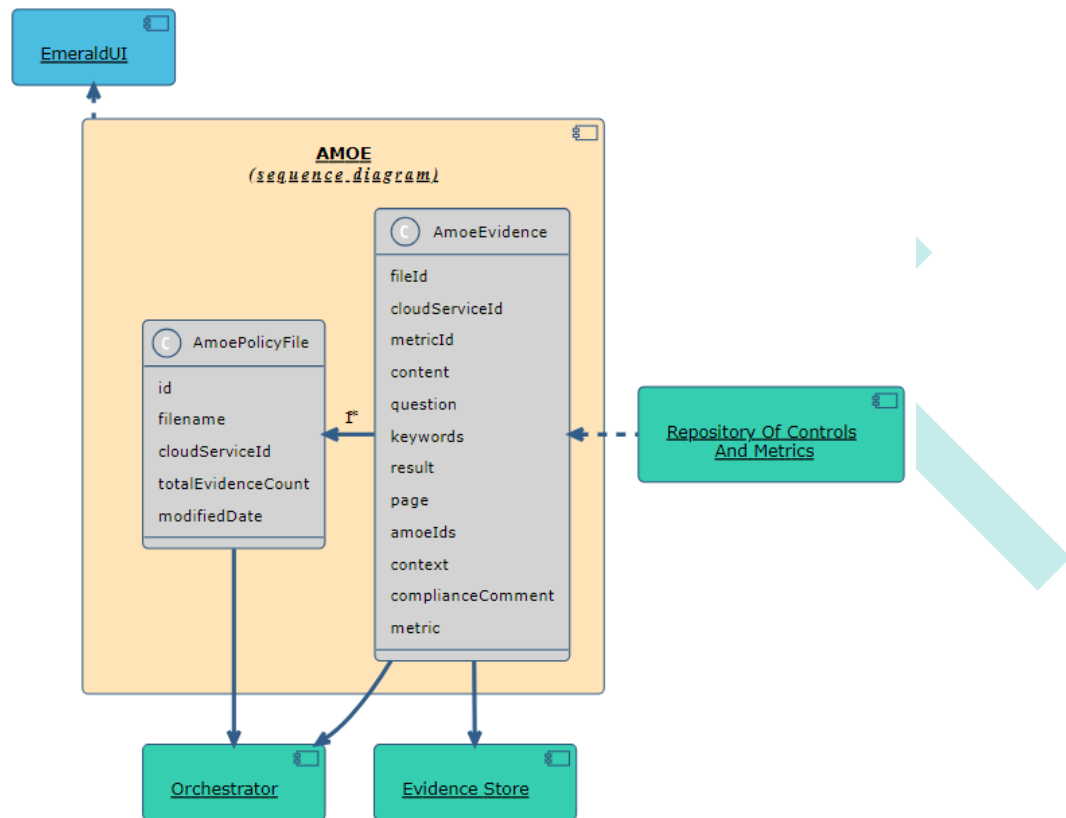 EmeraldUI
AMOE
(sequence diagram)
C AmoeEvidence
fileId
cloudServiceId
metricId
content
question
keywords
result
page
amoeIds
context
complianceComment
metric
C AmoePolicyFile
id
filename
cloudServiceId
totalEvidenceCount
modifiedDate
Repository Of Controls
And Metrics
Orchestrator
Evidence Store